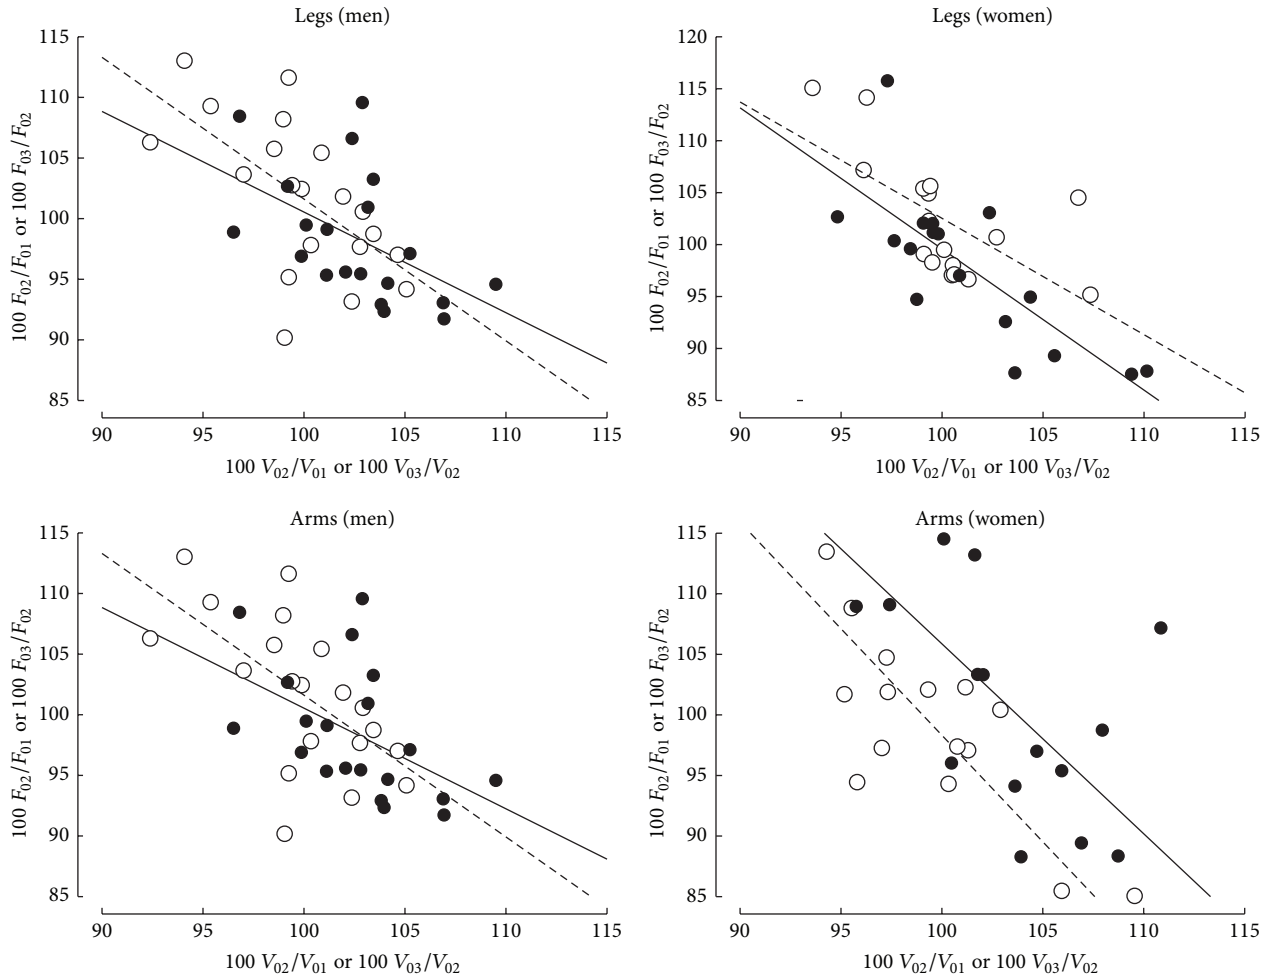 Legs (men)
115
110
105
100
95
90
85
100 F02/F01 or 100 F03/F02
90 95 100 105 110 115
100 V02/V01 or 100 V03/V02
Legs (women)
120
115
110
105
100
95
90
85
100 F02/F01 or 100 F03/F02
90 95 100 105 110 115
100 V02/V01 or 100 V03/V02
Arms (men)
115
110
105
100
95
90
85
100 F02/F01 or 100 F03/F02
90 95 100 105 110 115
100 V02/V01 or 100 V03/V02
Arms (women)
115
110
105
100
95
90
85
100 F02/F01 or 100 F03/F02
90 95 100 105 110 115
100 V02/V01 or 100 V03/V02